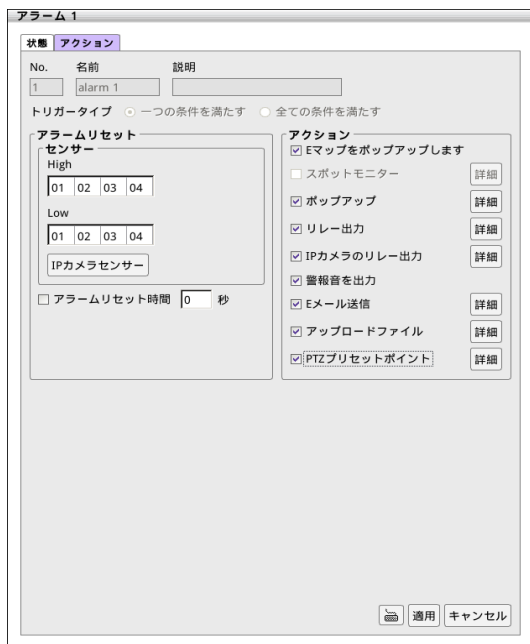 アラーム 1
状態 アクション
No. 名前 説明
1 alarm 1
トリガータイプ 一つの条件を満たす 全ての条件を満たす
アラームリセット
センサー
High
01 02 03 04
Low
01 02 03 04
IPカメラセンサー
アラームリセット時間 0 秒
アクション
Eマップをポップアップします
スポットモニター 詳細
ポップアップ 詳細
リレー出力 詳細
IPカメラのリレー出力 詳細
警報音を出力
Eメール送信 詳細
アップロードファイル 詳細
PTZプリセットポイント 詳細
適用 キャンセル